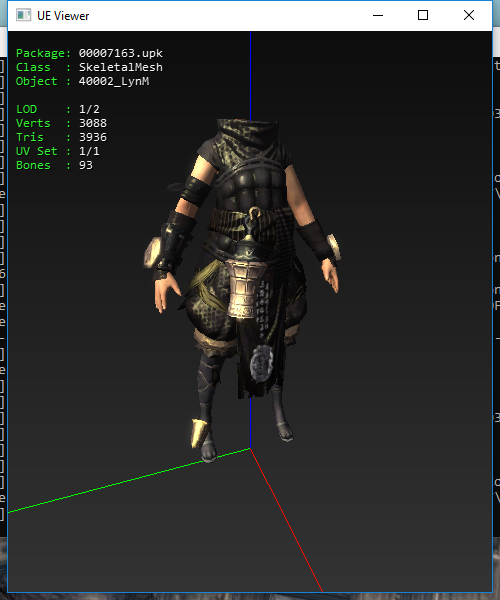 UE Viewer
Package: 00007163.upk
Class  : SkeletalMesh
Object : 40002_LynM
LOD    : 1/2
Verts  : 3088
Tris   : 3936
UV Set : 1/1
Bones  : 93